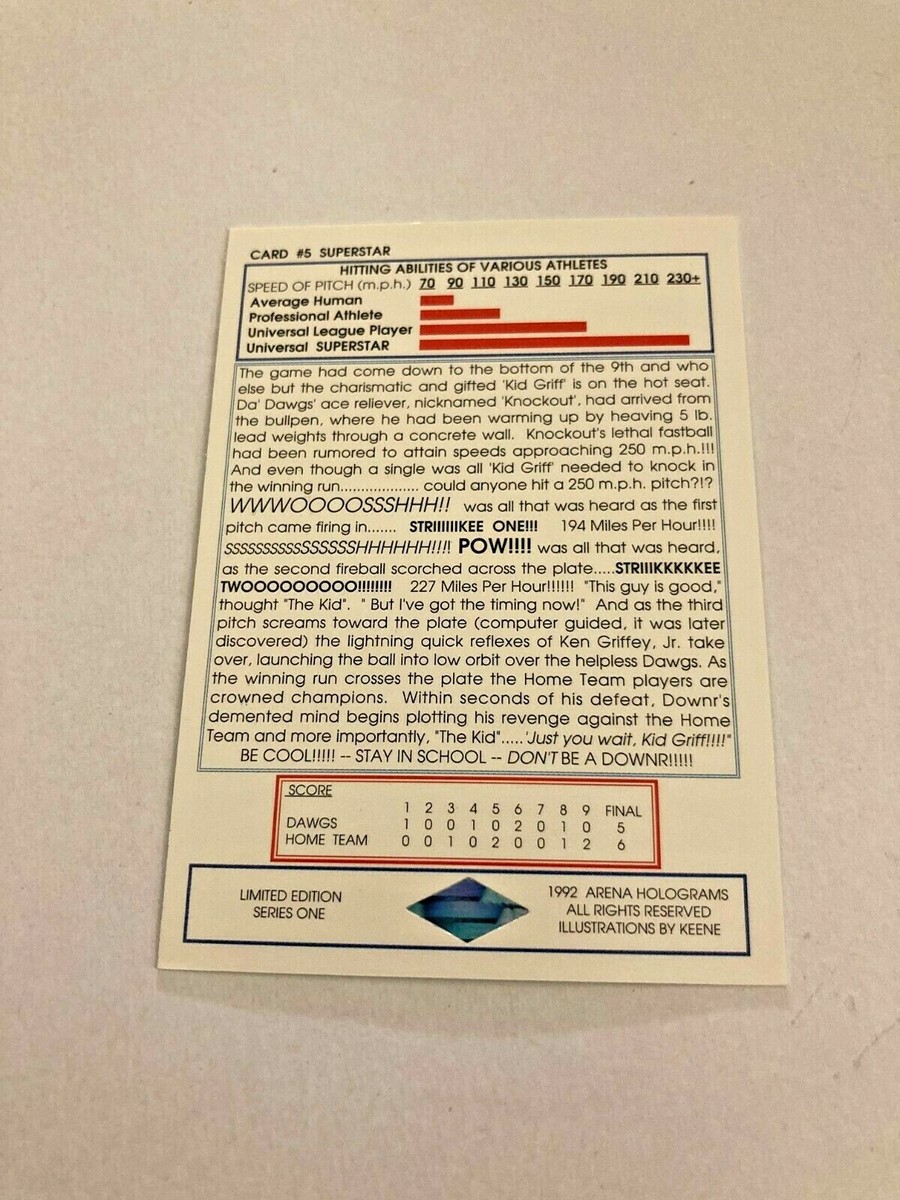 CARD #5 SUPERSTAR
HITTING ABILITIES OF VARIOUS ATHLETES
SPEED OF PITCH (m.p.h.) 70 90 110 130 150 170 190 210 230+
Average Human
Professional Athlete
Universal League Player
Universal SUPERSTAR
The game had come down to the bottom of the 9th and who
else but the charismatic and gifted 'Kid Griff' is on the hot seat.
Da' Dawgs' ace reliever, nicknamed 'Knockout', had arrived from
the bullpen, where he had been warming up by heaving 5 lb.
lead weights through a concrete wall. Knockout's lethal fastball
had been rumored to attain speeds approaching 250 m.p.h.!!!
And even though a single was all 'Kid Griff' needed to knock in
the winning run................... could anyone hit a 250 m.p.h. pitch?!?
WWWOOOOSSSHHH!! was all that was heard as the first
pitch came firing in....... STRIIIIIIKEE ONE!!! 194 Miles Per Hour!!!!
SSSSSSSSSSSSSSSSSHHHHHH!!!! POW!!!! was all that was heard,
as the second fireball scorched across the plate.....STRIIIKKKKKEE
TWOOOOOOOOO!!!!!!!! 227 Miles Per Hour!!!!!! "This guy is good,"
thought "The Kid". " But I've got the timing now!" And as the third
pitch screams toward the plate (computer guided, it was later
discovered) the lightning quick reflexes of Ken Griffey, Jr. take
over, launching the ball into low orbit over the helpless Dawgs. As
the winning run crosses the plate the Home Team players are
crowned champions. Within seconds of his defeat, Downr's
demented mind begins plotting his revenge against the Home
Team and more importantly, "The Kid".....'Just you wait, Kid Griff!!!!"
BE COOL!!!!! -- STAY IN SCHOOL -- DON'T BE A DOWNR!!!!!
SCORE
1 2 3 4 5 6 7 8 9 FINAL
DAWGS 1 0 0 1 0 2 0 1 0 5
HOME TEAM 0 0 1 0 2 0 0 1 2 6
LIMITED EDITION
SERIES ONE
1992 ARENA HOLOGRAMS
ALL RIGHTS RESERVED
ILLUSTRATIONS BY KEENE